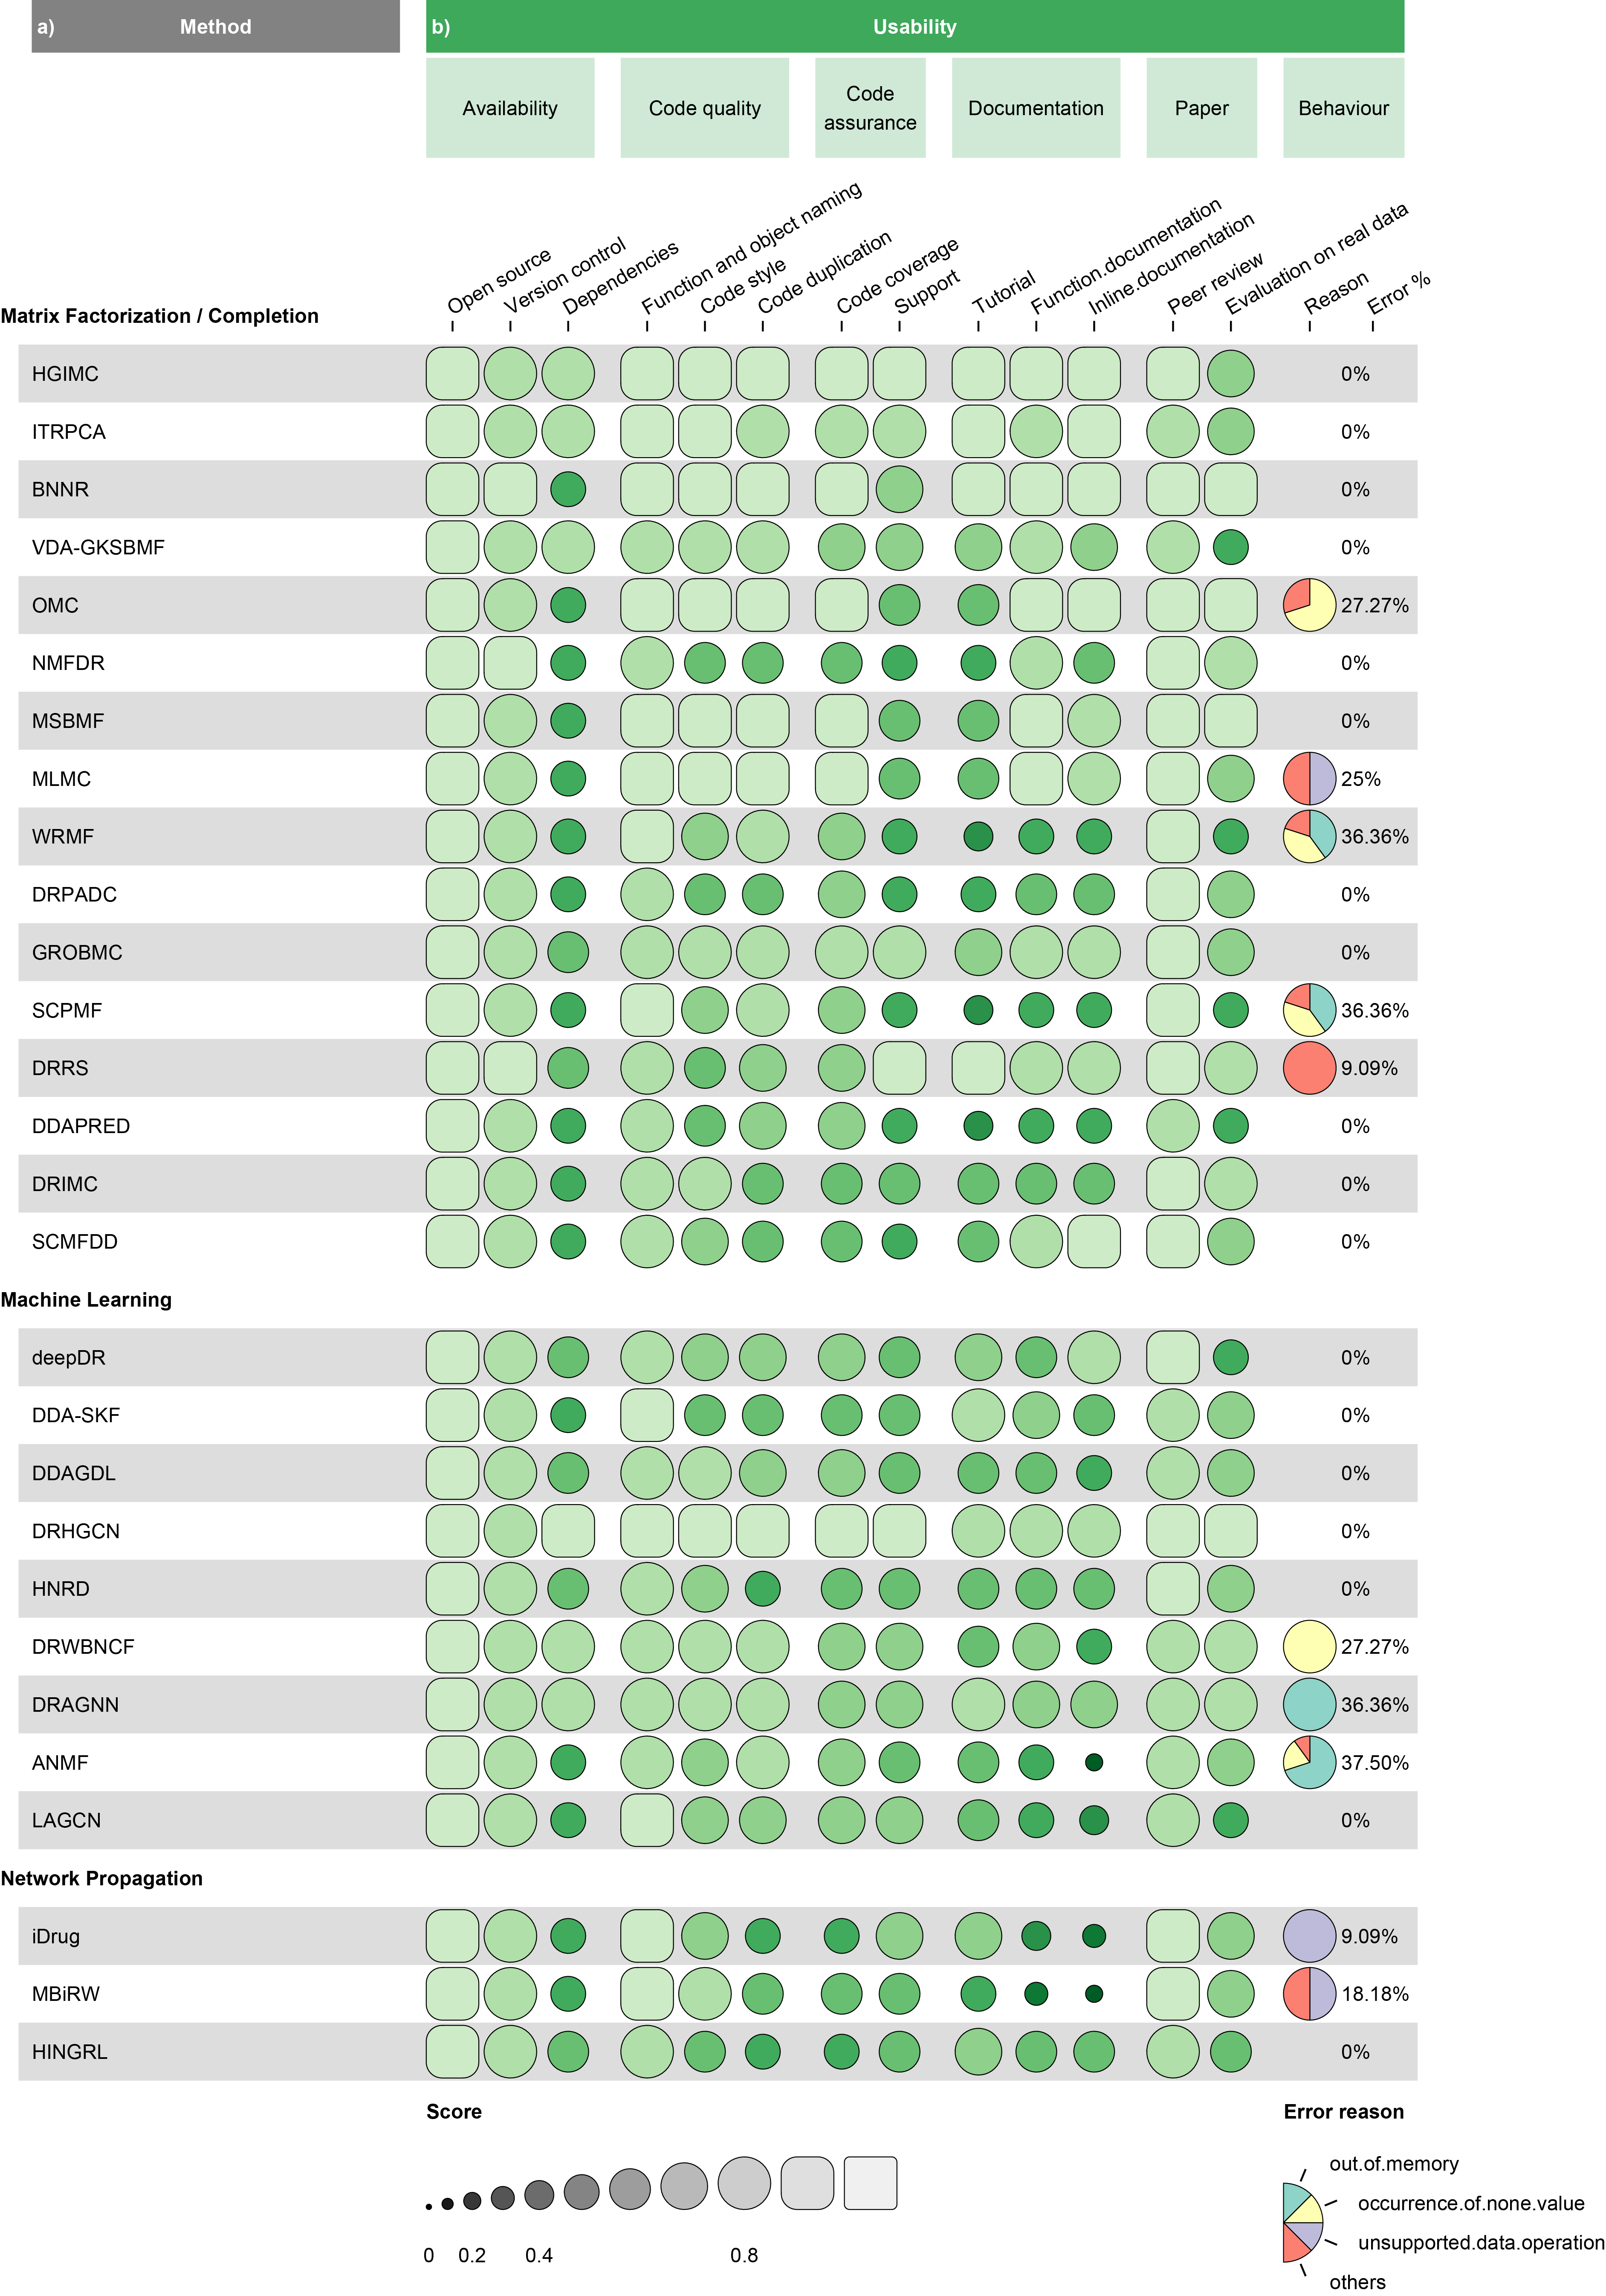 a) Method b) Usability
Availability Code quality Code assurance Documentation Paper Behaviour
Open source Version control Dependencies Function and object naming Code style Code duplication Code coverage Support Tutorial Function.documentation Inline.documentation Peer review Evaluation on real data Reason Error %
Matrix Factorization / Completion
HGIMC 0%
ITRPCA 0%
BNNR 0%
VDA-GKSBMF 0%
OMC 27.27%
NMFDR 0%
MSBMF 0%
MLMC 25%
WRMF 36.36%
DRPADC 0%
GROBMC 0%
SCPMF 36.36%
DRRS 9.09%
DDAPRED 0%
DRIMC 0%
SCMFDD 0%
Machine Learning
deepDR 0%
DDA-SKF 0%
DDAGDL 0%
DRHGCN 0%
HNRD 0%
DRWBNCF 27.27%
DRAGNN 36.36%
ANMF 37.50%
LAGCN 0%
Network Propagation
iDrug 9.09%
MBiRW 18.18%
HINGRL 0%
Score
0 0.2 0.4 0.8
Error reason
out.of.memory
occurrence.of.none.value
unsupported.data.operation
others